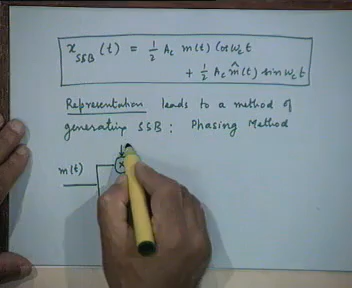 x_SSB (t) = 1/2 A_c m(t) Cos ω_c t
+ 1/2 A_c m̂(t) sin ω_c t
Representation leads to a method of
generating SSB : Phasing Method
m(t)
x